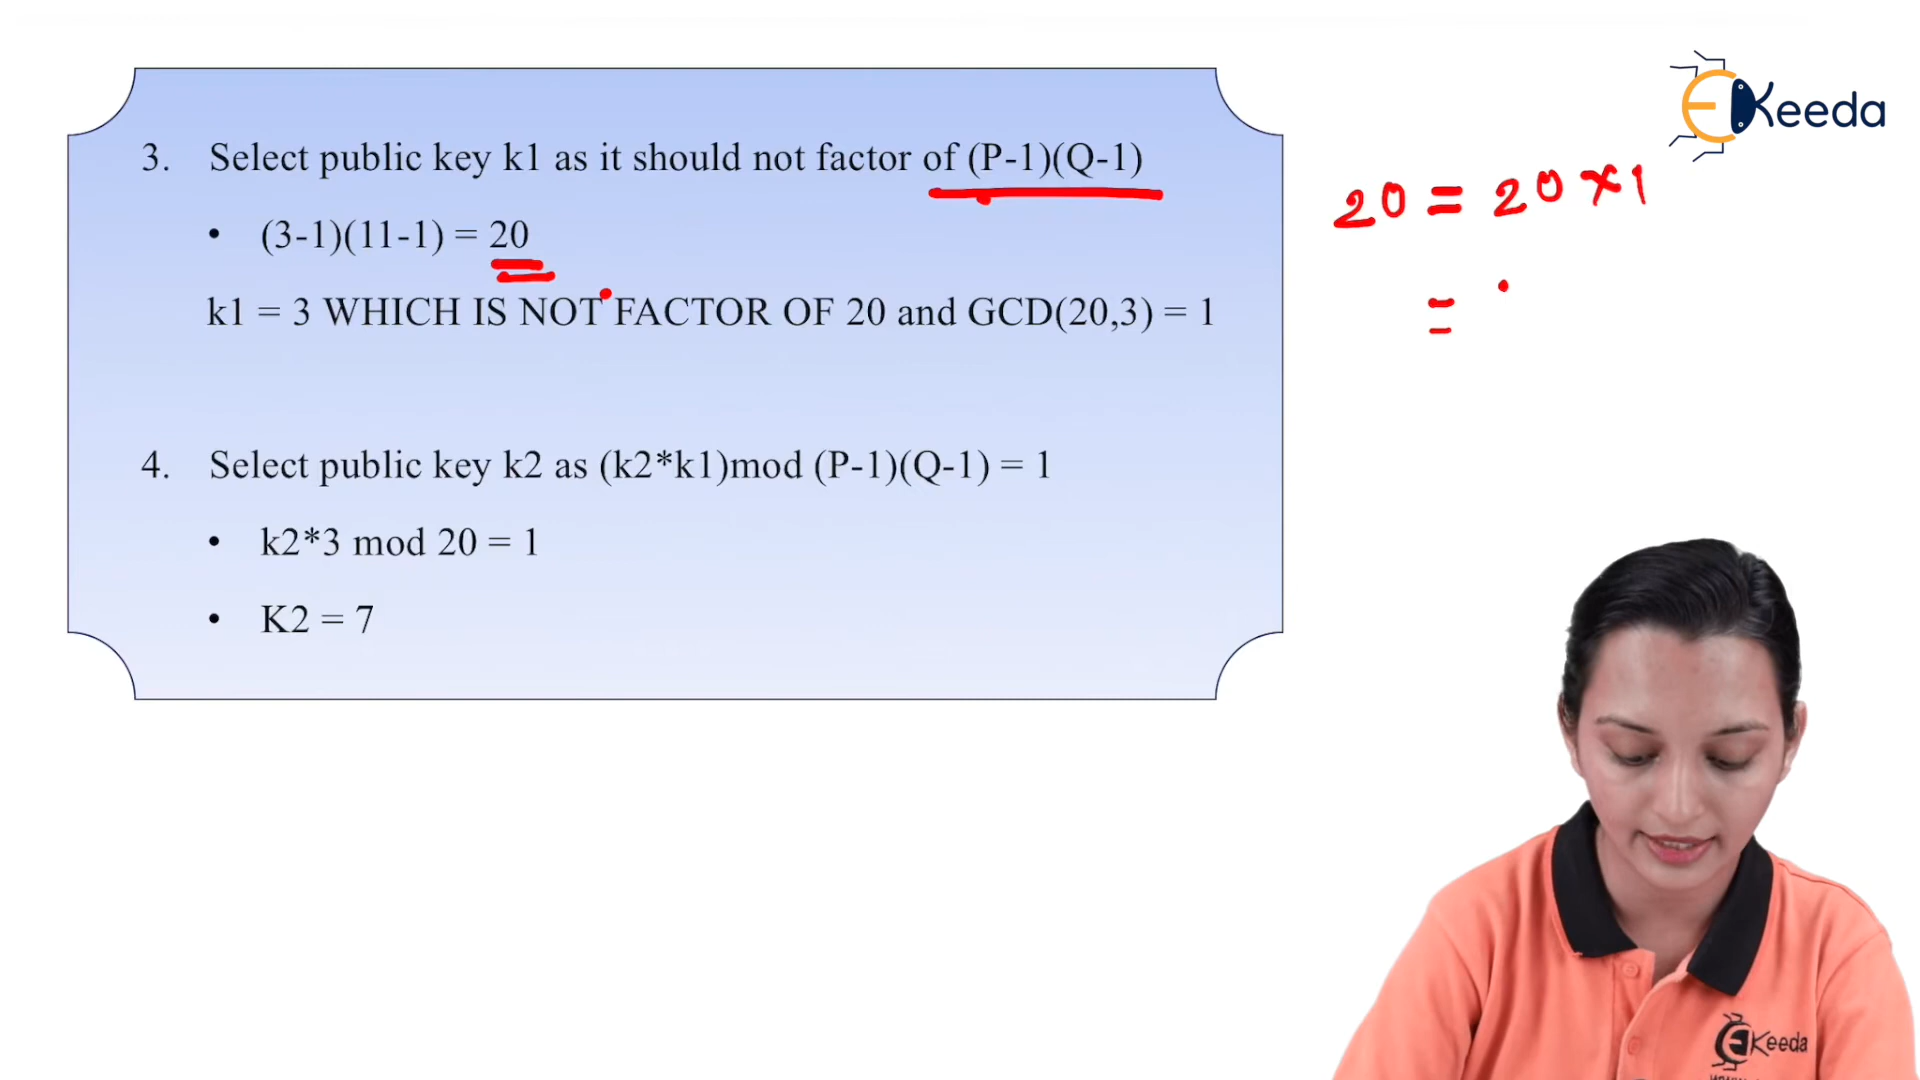 EKeeda
3. Select public key k1 as it should not factor of (P-1)(Q-1)
• (3-1)(11-1) = 20
k1 = 3 WHICH IS NOT FACTOR OF 20 and GCD(20,3) = 1
4. Select public key k2 as (k2*k1)mod (P-1)(Q-1) = 1
• k2*3 mod 20 = 1
• K2 = 7
20 = 20 × 1
=
EKeeda